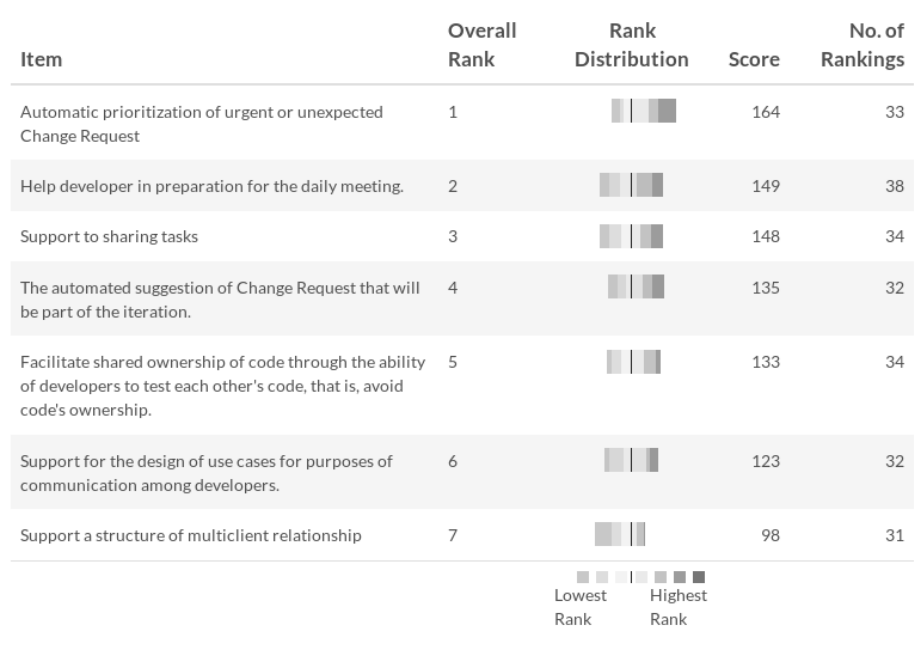 Item Overall Rank Score No. of
Rank Distribution Rankings
Automatic prioritization of urgent or unexpected 1 164 33
Change Request
Help developer in preparation for the daily meeting. 2 149 38
Support to sharing tasks 3 148 34
The automated suggestion of Change Request that will 4 135 32
be part of the iteration.
Facilitate shared ownership of code through the ability 5 133 34
of developers to test each other's code, that is, avoid
code's ownership.
Support for the design of use cases for purposes of 6 123 32
communication among developers.
Support a structure of multiclient relationship 7 98 31
Lowest Highest
Rank Rank